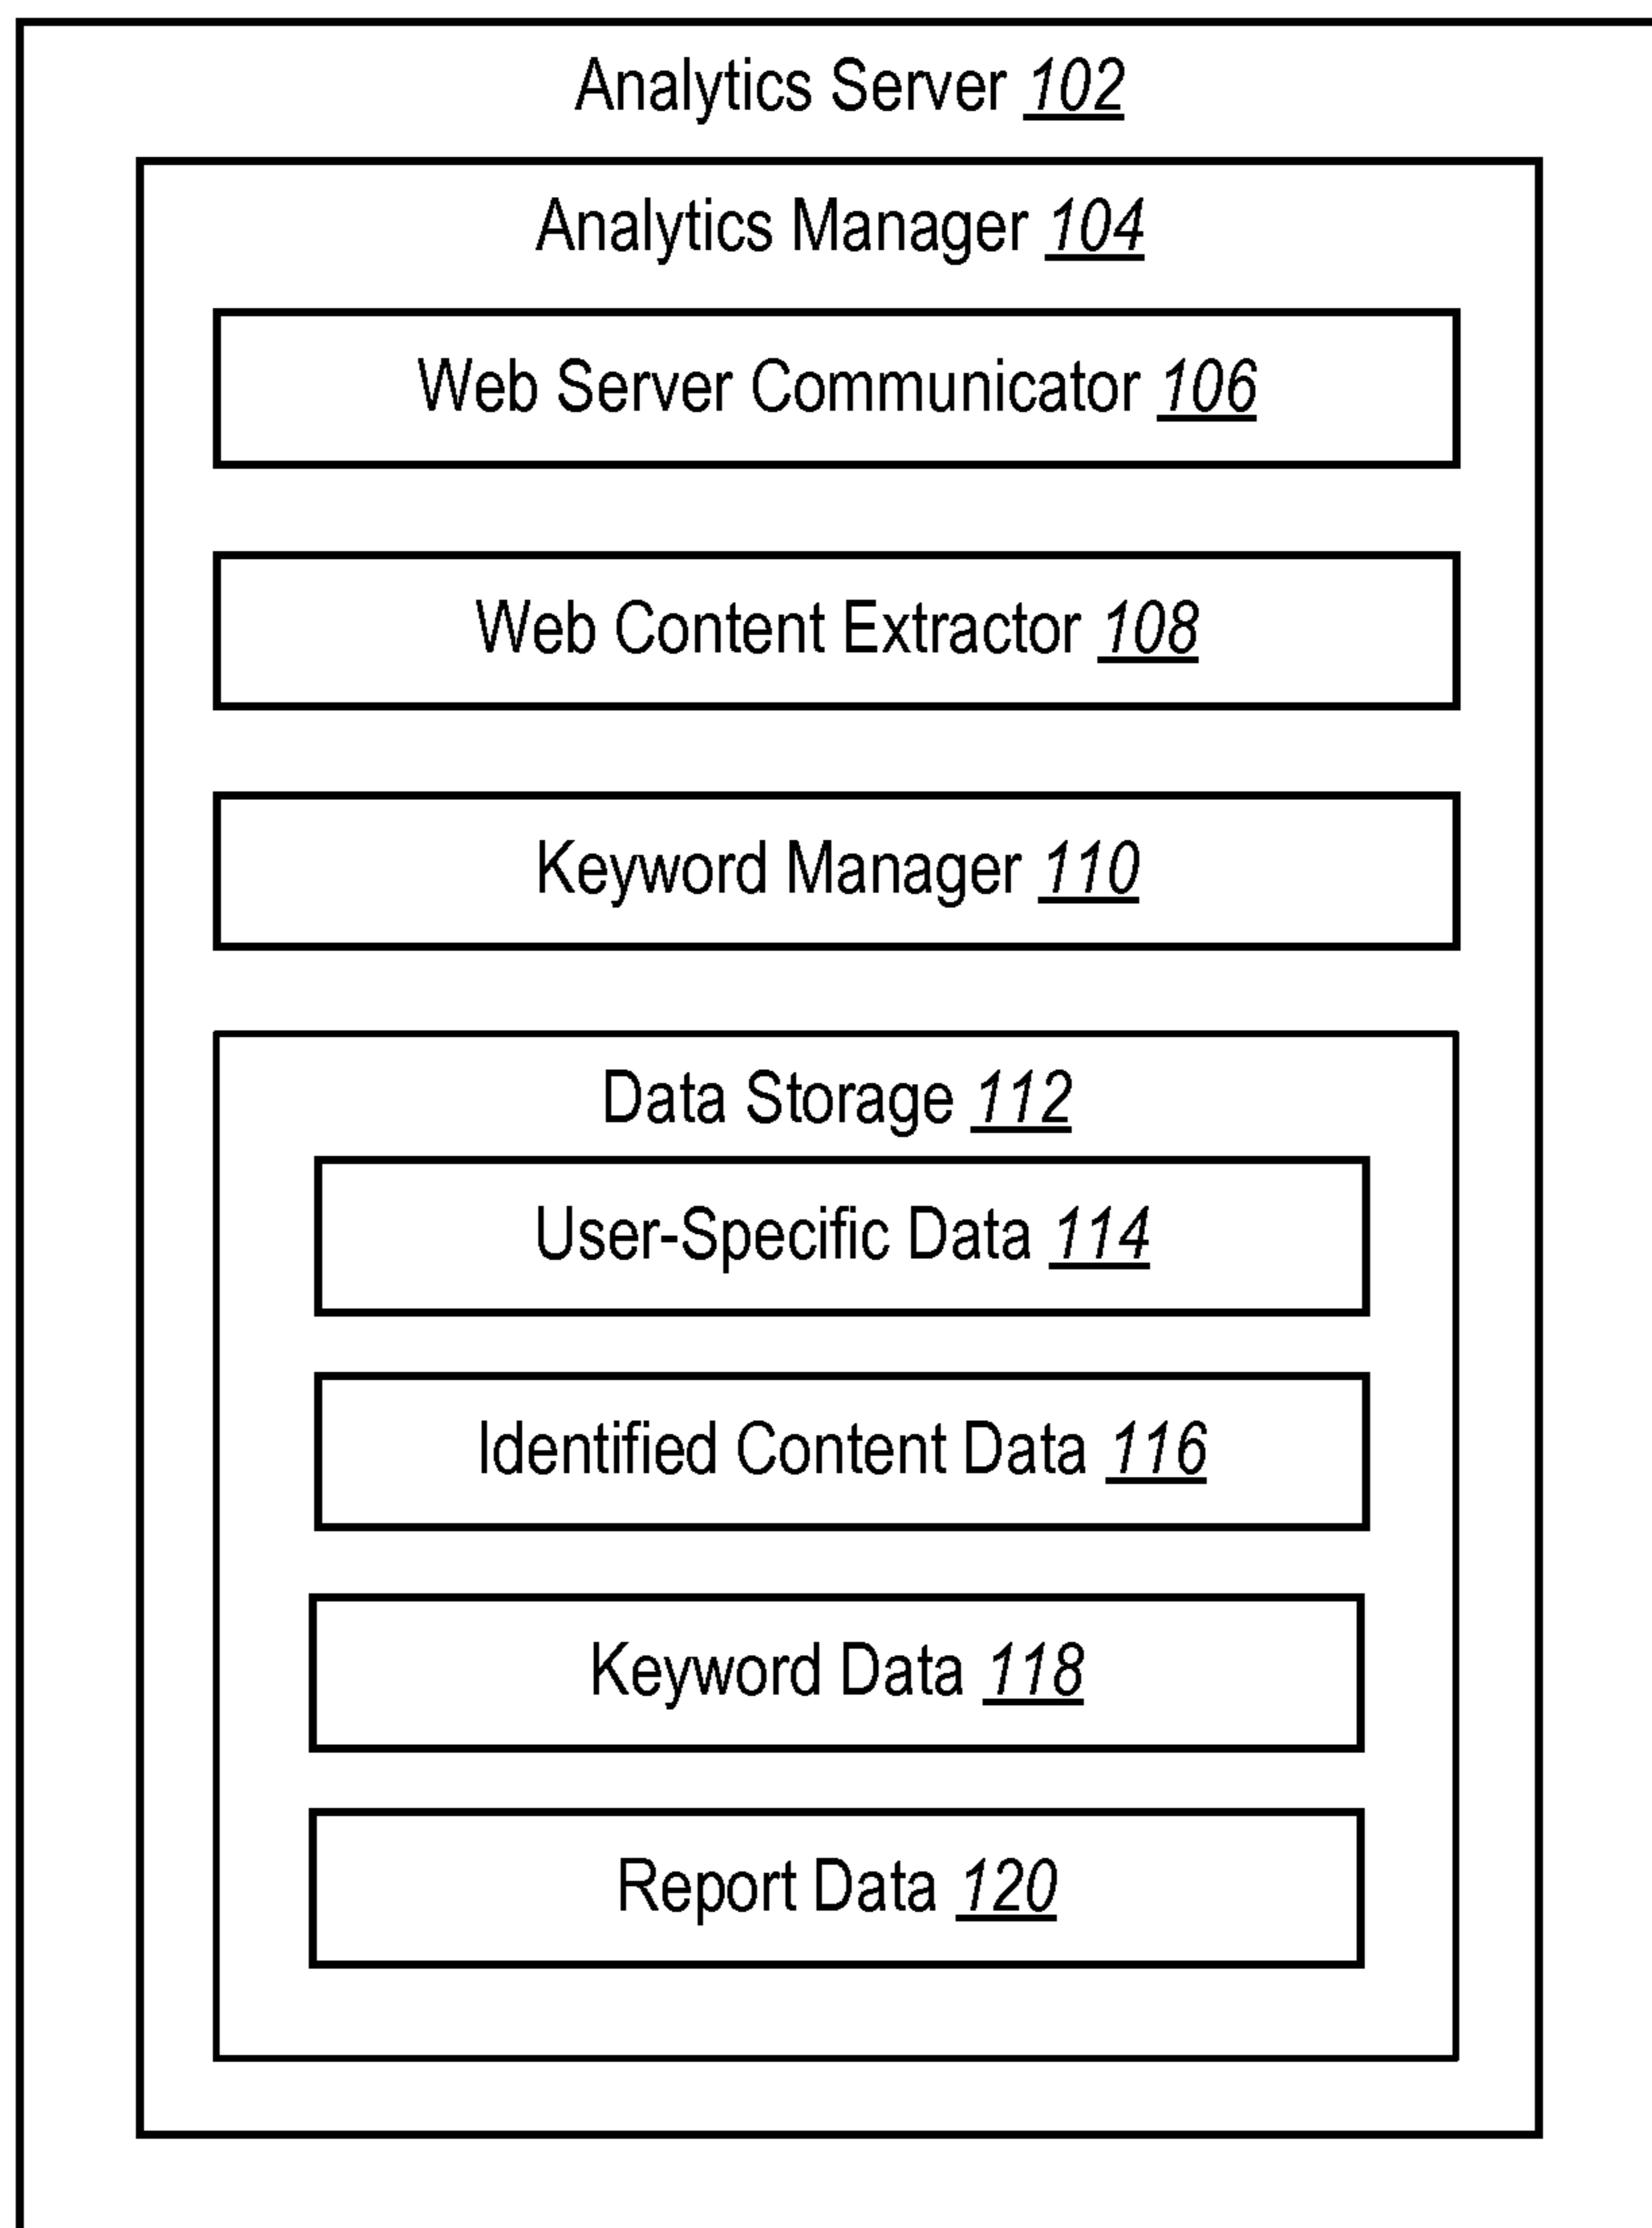 Analytics Server 102
Analytics Manager 104
Web Server Communicator 106
Web Content Extractor 108
Keyword Manager 110
Data Storage 112
User-Specific Data 114
Identified Content Data 116
Keyword Data 118
Report Data 120